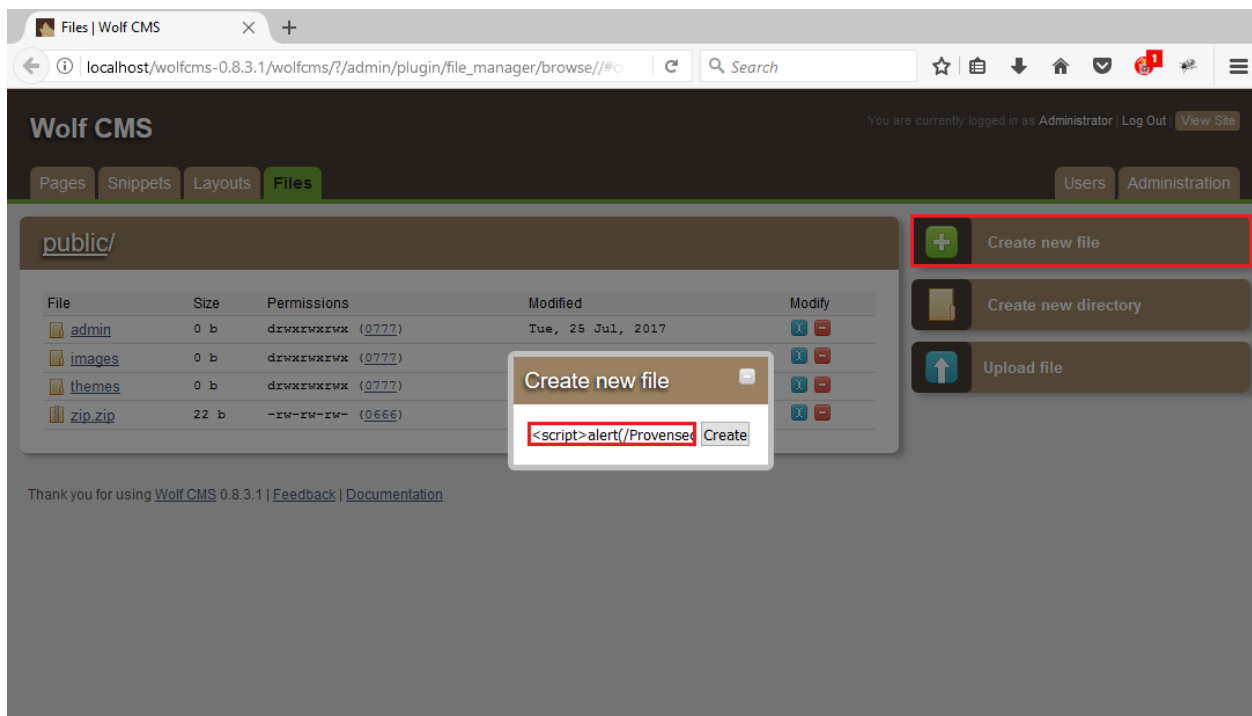 Files | Wolf CMS
localhost/wolfcms-0.8.3.1/wolfcms/?/admin/plugin/file_manager/browse//#c
Search
1
Wolf CMS
You are currently logged in as Administrator | Log Out | View Site
Pages Snippets Layouts Files Users Administration
public/
File Size Permissions Modified Modify
admin 0 b drwxrwxrwx (0777) Tue, 25 Jul, 2017
images 0 b drwxrwxrwx (0777)
themes 0 b drwxrwxrwx (0777)
zip.zip 22 b -rw-rw-rw- (0666)
Create new file
Create new directory
Upload file
Create new file
<script>alert(/Provensec Create
Thank you for using Wolf CMS 0.8.3.1 | Feedback | Documentation